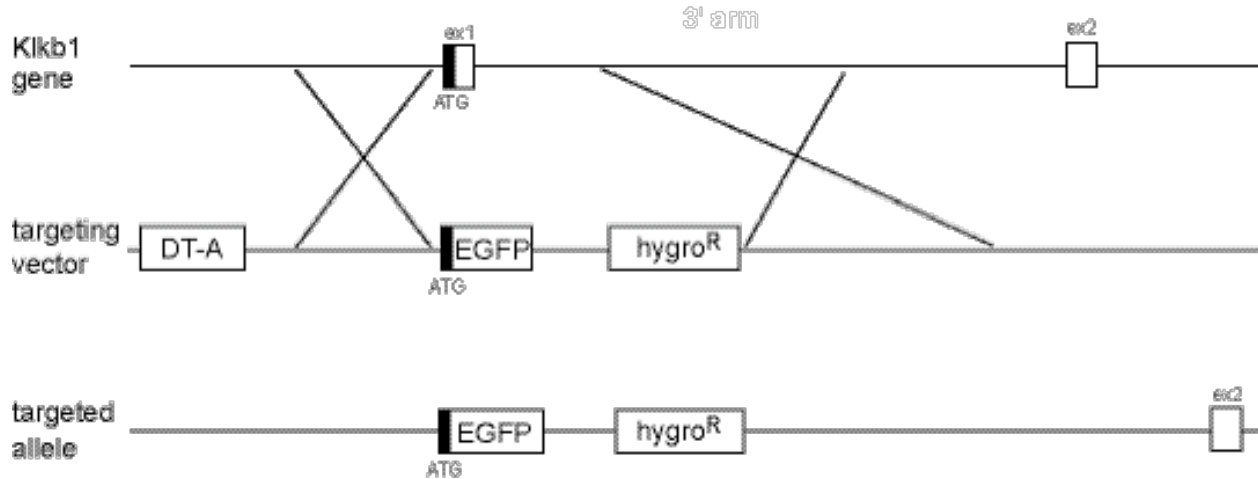 3' arm
Klkb1 gene
ex1
ex2
ATG
targeting vector
DT-A
EGFP
hygroR
ATG
targeted allele
EGFP
hygroR
ex2
ATG